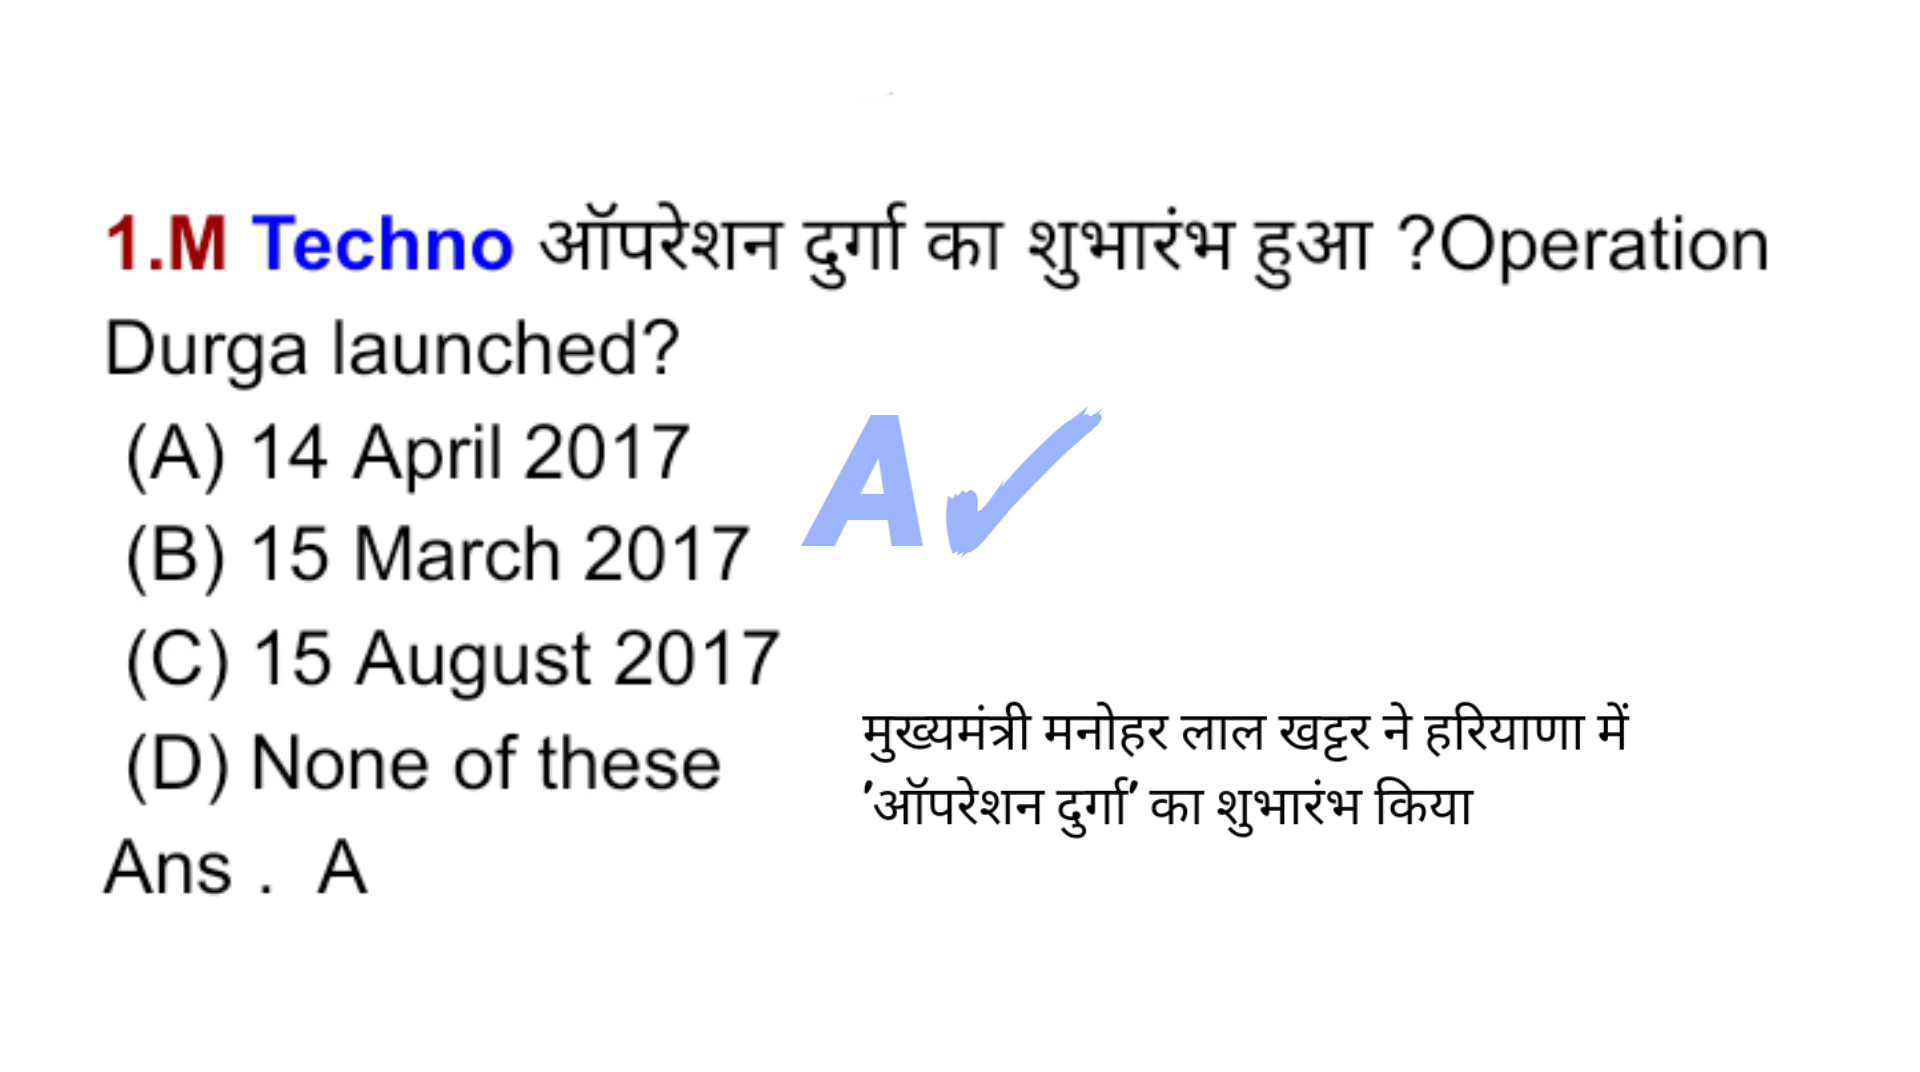 1.M Techno ऑपरेशन दुर्गा का शुभारंभ हुआ ?Operation
Durga launched?
(A) 14 April 2017
(B) 15 March 2017
(C) 15 August 2017
(D) None of these
Ans . A
A✓
मुख्यमंत्री मनोहर लाल खट्टर ने हरियाणा में
'ऑपरेशन दुर्गा' का शुभारंभ किया